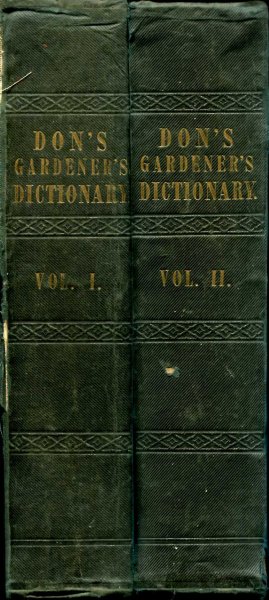 DON'S
GARDENER'S
DICTIONARY
VOL. I.
DON'S
GARDENER'S
DICTIONARY.
VOL. II.